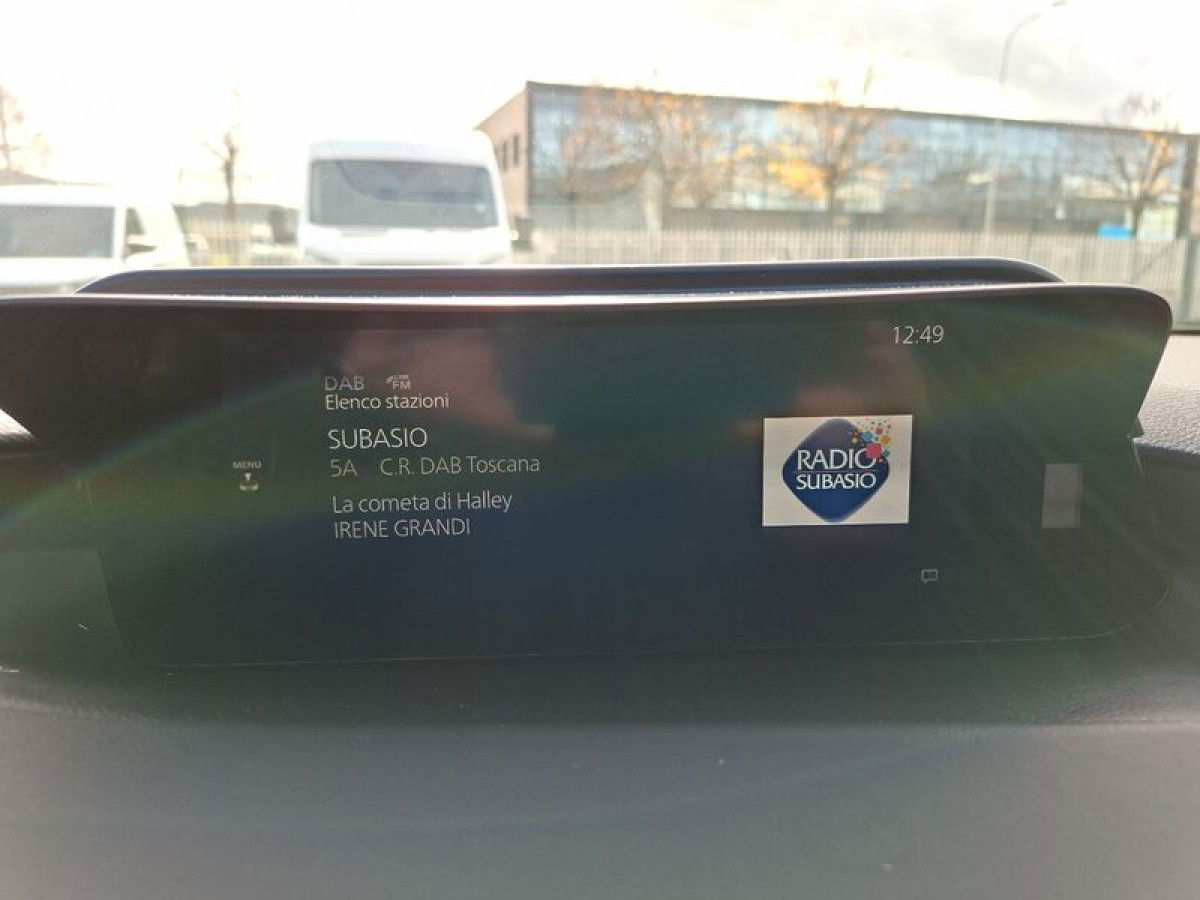 12:49
DAB FM
Elenco stazioni
SUBASIO
5A C.R. DAB Toscana
MENU
La cometa di Halley
IRENE GRANDI
RADIO
SUBASIO